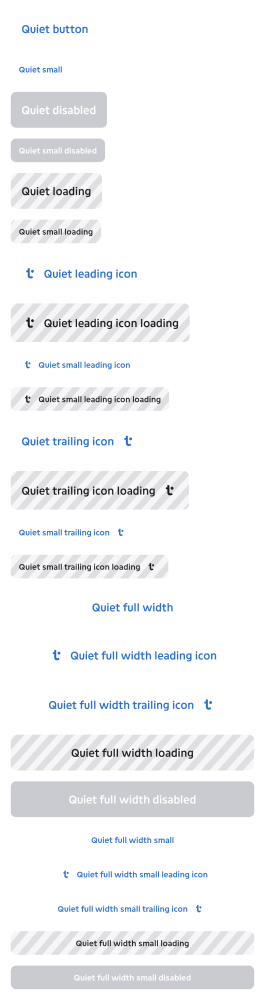 Quiet button
Quiet small
Quiet disabled
Quiet small disabled
Quiet loading
Quiet small loading
Quiet leading icon
Quiet leading icon loading
Quiet small leading icon
Quiet small leading icon loading
Quiet trailing icon
Quiet trailing icon loading
Quiet small trailing icon
Quiet small trailing icon loading
Quiet full width
Quiet full width leading icon
Quiet full width trailing icon
Quiet full width loading
Quiet full width disabled
Quiet full width small
Quiet full width small leading icon
Quiet full width small trailing icon
Quiet full width small loading
Quiet full width small disabled